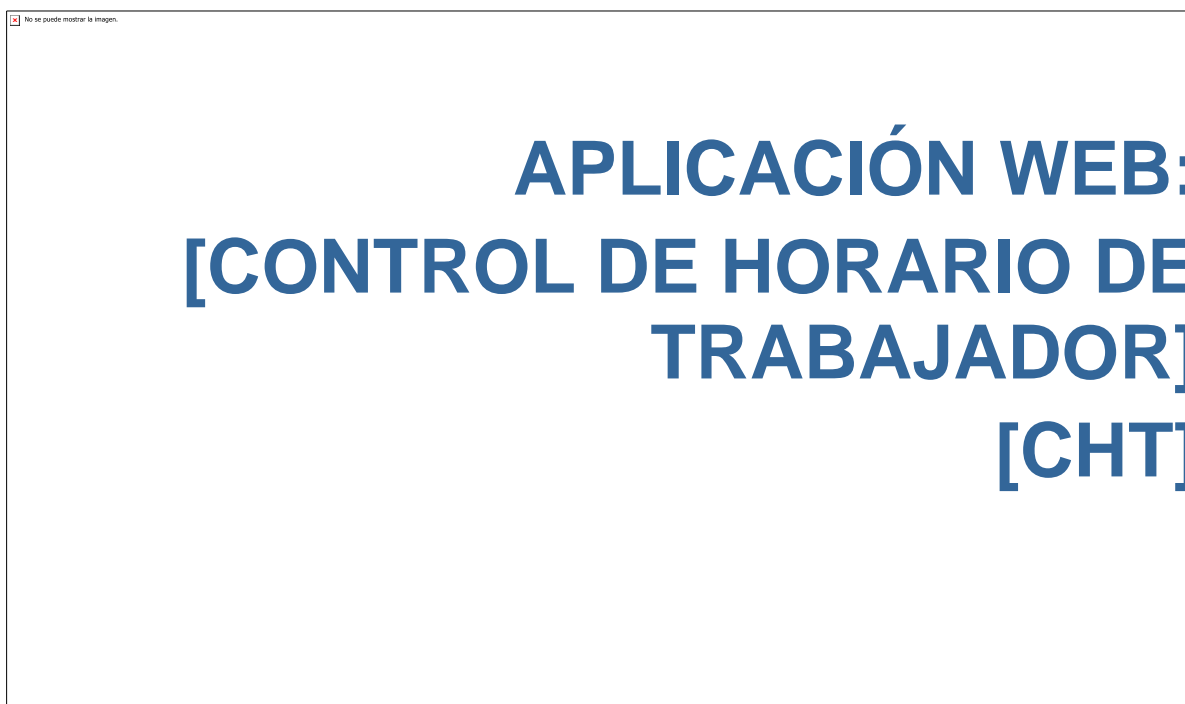 No se puede mostrar la imagen.
APLICACIÓN WEB:
[CONTROL DE HORARIO DE
TRABAJADOR]
[CHT]